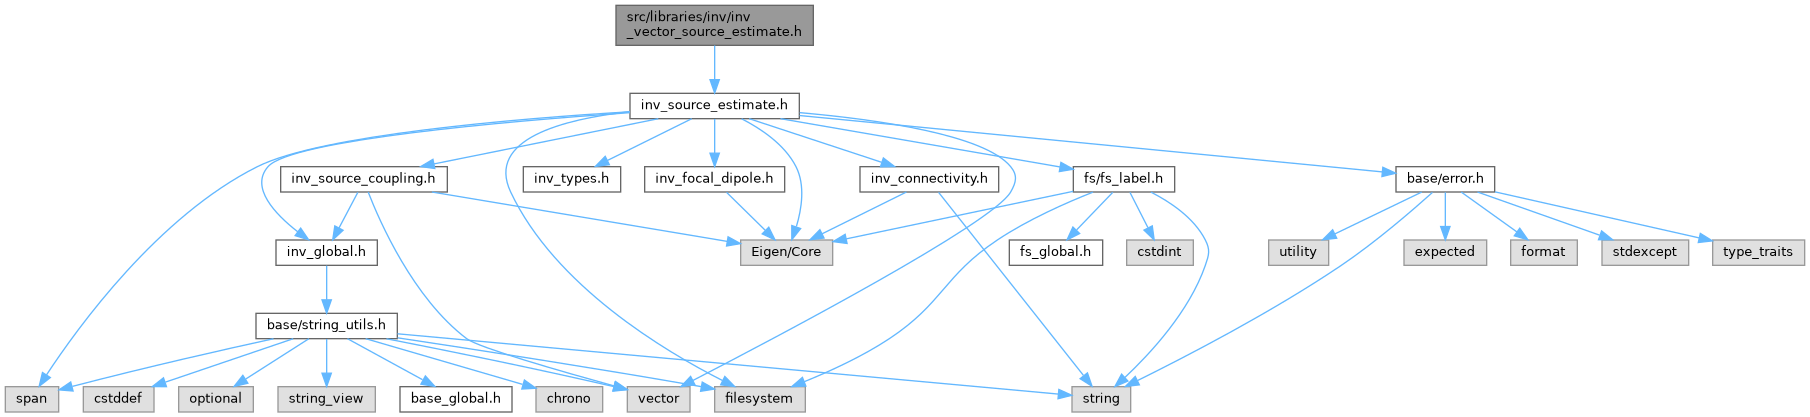 src/libraries/inv/inv
_vector_source_estimate.h
inv_source_estimate.h
inv_source_coupling.h
inv_types.h
inv_focal_dipole.h
inv_connectivity.h
fs/fs_label.h
base/error.h
inv_global.h
Eigen/Core
fs_global.h
cstdint
utility
expected
format
stdexcept
type_traits
base/string_utils.h
span
cstddef
optional
string_view
base_global.h
chrono
vector
filesystem
string